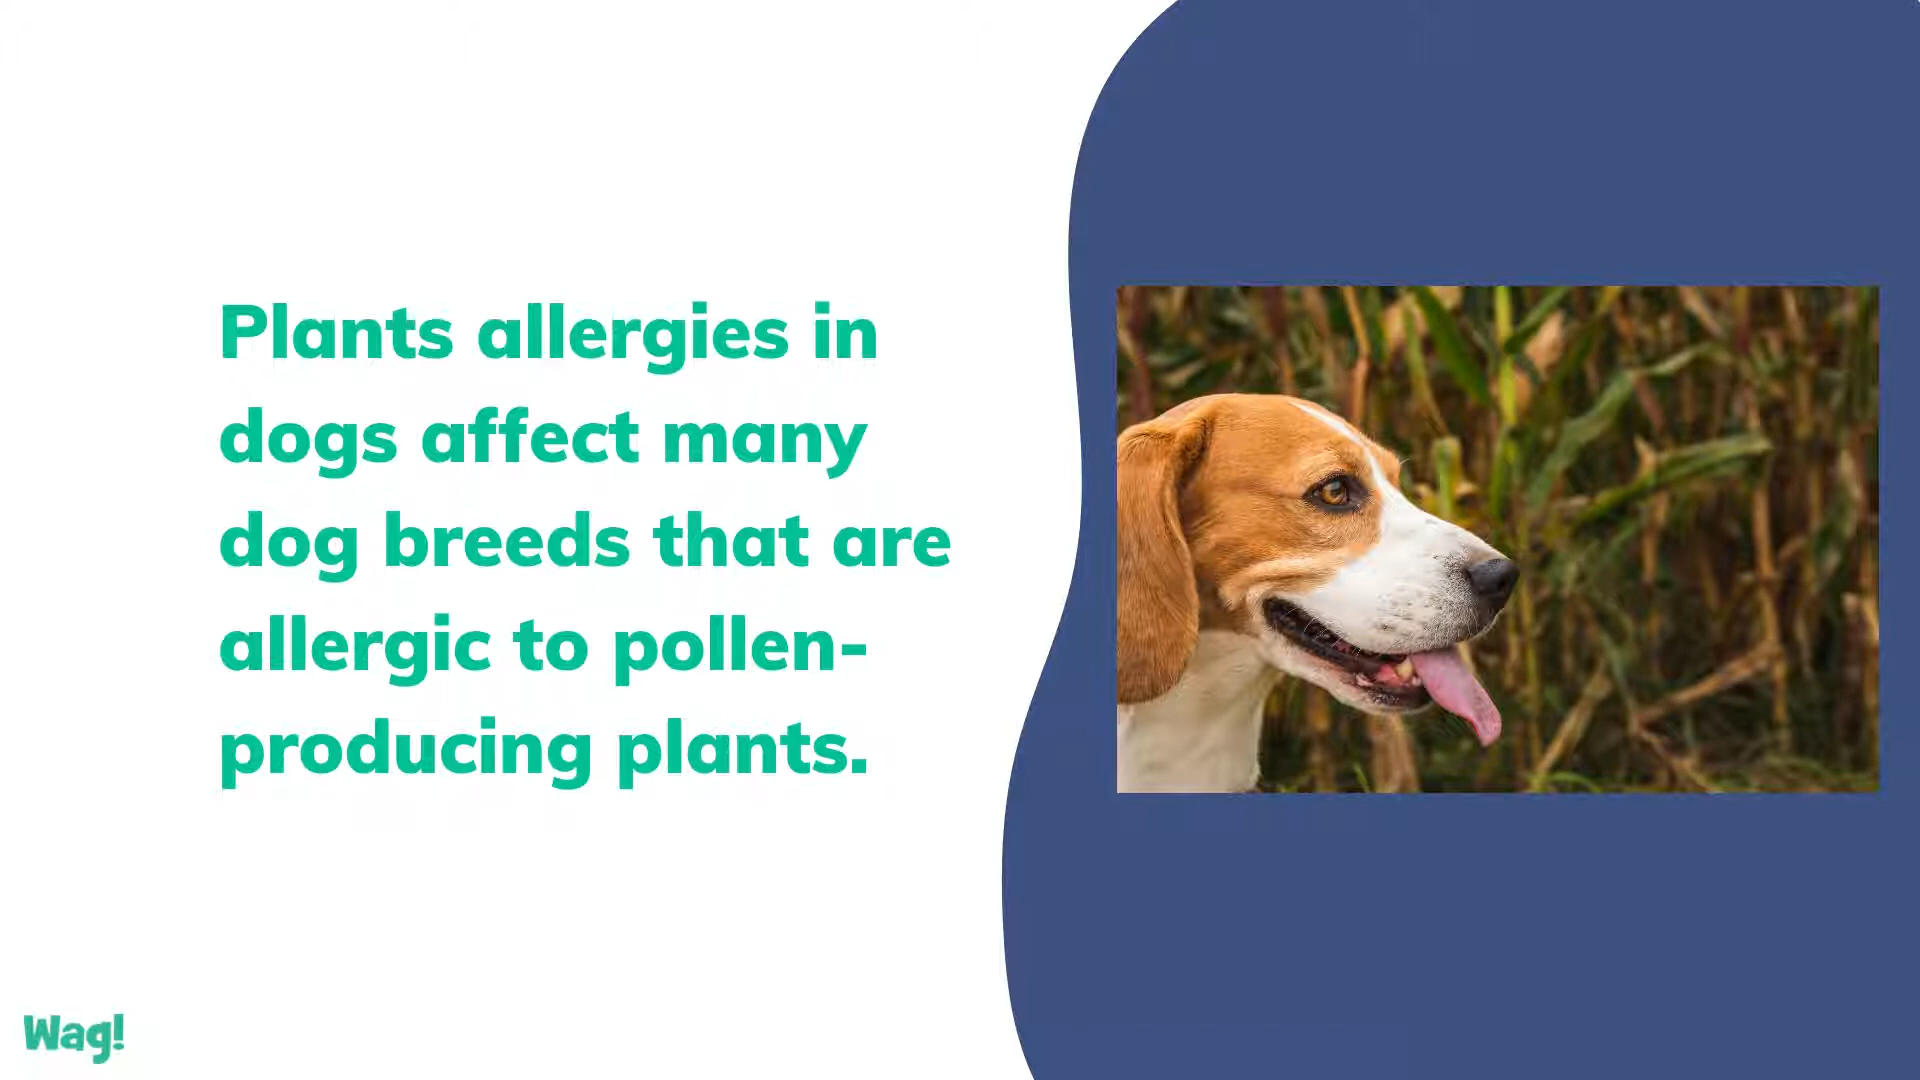 Plants allergies in
dogs affect many
dog breeds that are
allergic to pollen-
producing plants.
Wag!